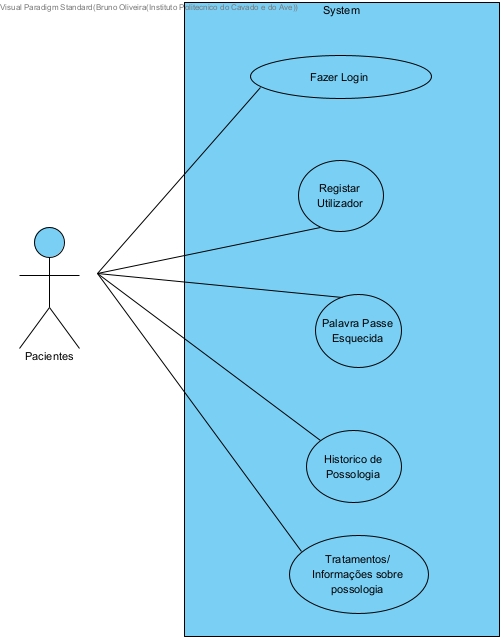 Visual Paradigm Standard(Bruno Oliveira(Instituto Politecnico do Cavado e do Ave))
System
Fazer Login
Registar
Utilizador
Palavra Passe
Esquecida
Pacientes
Historico de
Possologia
Tratamentos/
Informações sobre
possologia